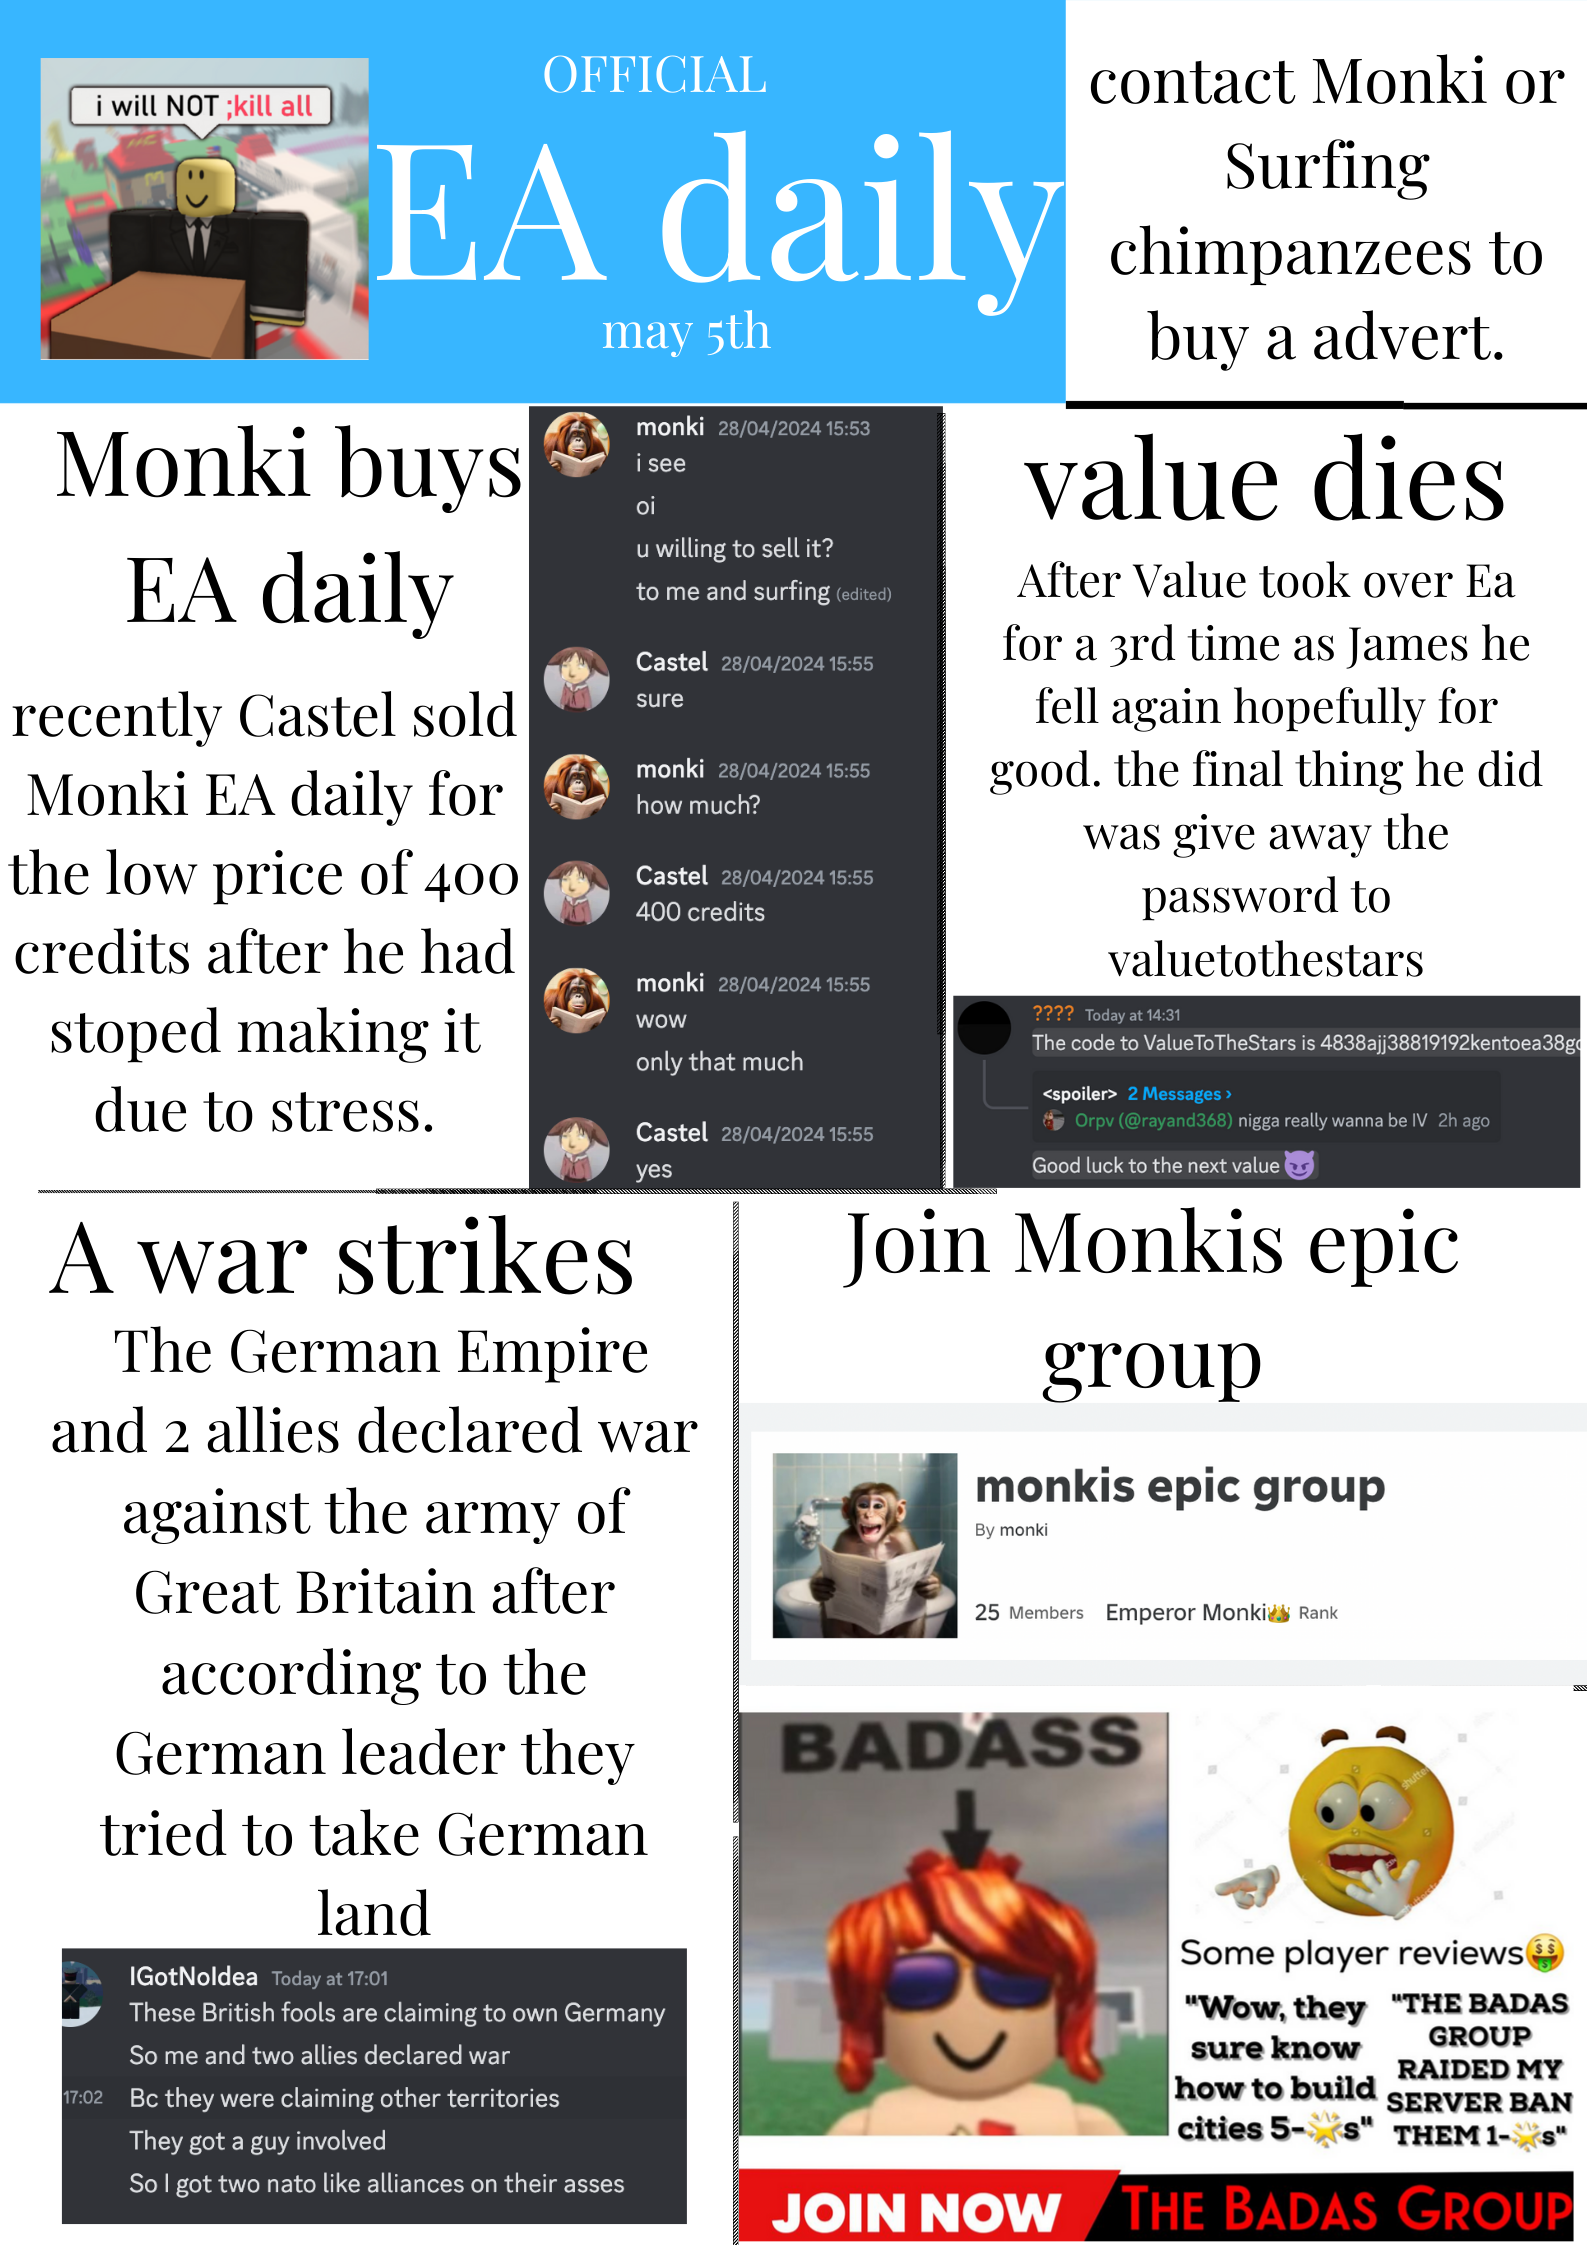 i will NOT ;kill all
OFFICIAL
EA daily
may 5th
contact Monki or
Surfing
chimpanzees to
buy a advert.
Monki buys
EA daily
recently Castel sold
Monki EA daily for
the low price of 400
credits after he had
stoped making it
due to stress.
monki 28/04/2024 15:53
i see
oi
u willing to sell it?
to me and surfing (edited)
Castel 28/04/2024 15:55
sure
monki 28/04/2024 15:55
how much?
Castel 28/04/2024 15:55
400 credits
monki 28/04/2024 15:55
wow
only that much
Castel 28/04/2024 15:55
yes
value dies
After Value took over Ea
for a 3rd time as James he
fell again hopefully for
good. the final thing he did
was give away the
password to
valuetothestars
???? Today at 14:31
The code to ValueToTheStars is 4838ajj38819192kentoea38go
<spoiler> 2 Messages ›
Orpv (@rayand368) nigga really wanna be IV 2h ago
Good luck to the next value 😈
A war strikes
The German Empire
and 2 allies declared war
against the army of
Great Britain after
according to the
German leader they
tried to take German
land
IGotNoIdea Today at 17:01
These British fools are claiming to own Germany
So me and two allies declared war
17:02 Bc they were claiming other territories
They got a guy involved
So I got two nato like alliances on their asses
Join Monkis epic
group
monkis epic group
By monki
25 Members Emperor Monki👑 Rank
BADASS
shutte
Some player reviews🤑
"Wow, they
sure know
how to build
cities 5-🌟s"
"THE BADAS
GROUP
RAIDED MY
SERVER BAN
THEM 1-🌟s"
JOIN NOW THE BADAS GROUP